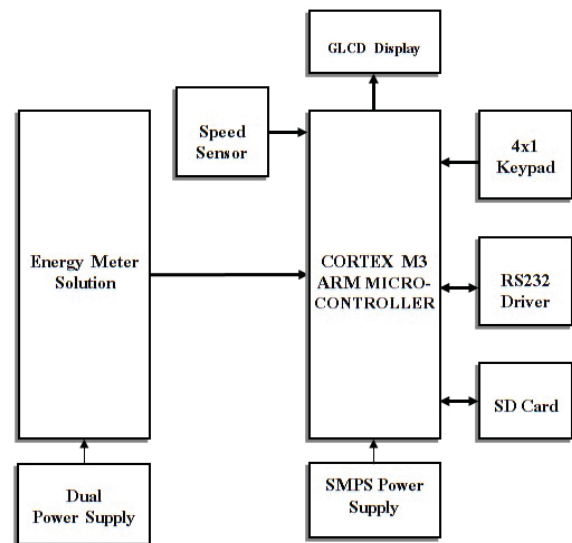 GLCD Display
Speed
Sensor
4x1
Keypad
Energy Meter
Solution
CORTEX M3
ARM MICRO-
CONTROLLER
RS232
Driver
SD Card
Dual
Power Supply
SMPS Power
Supply